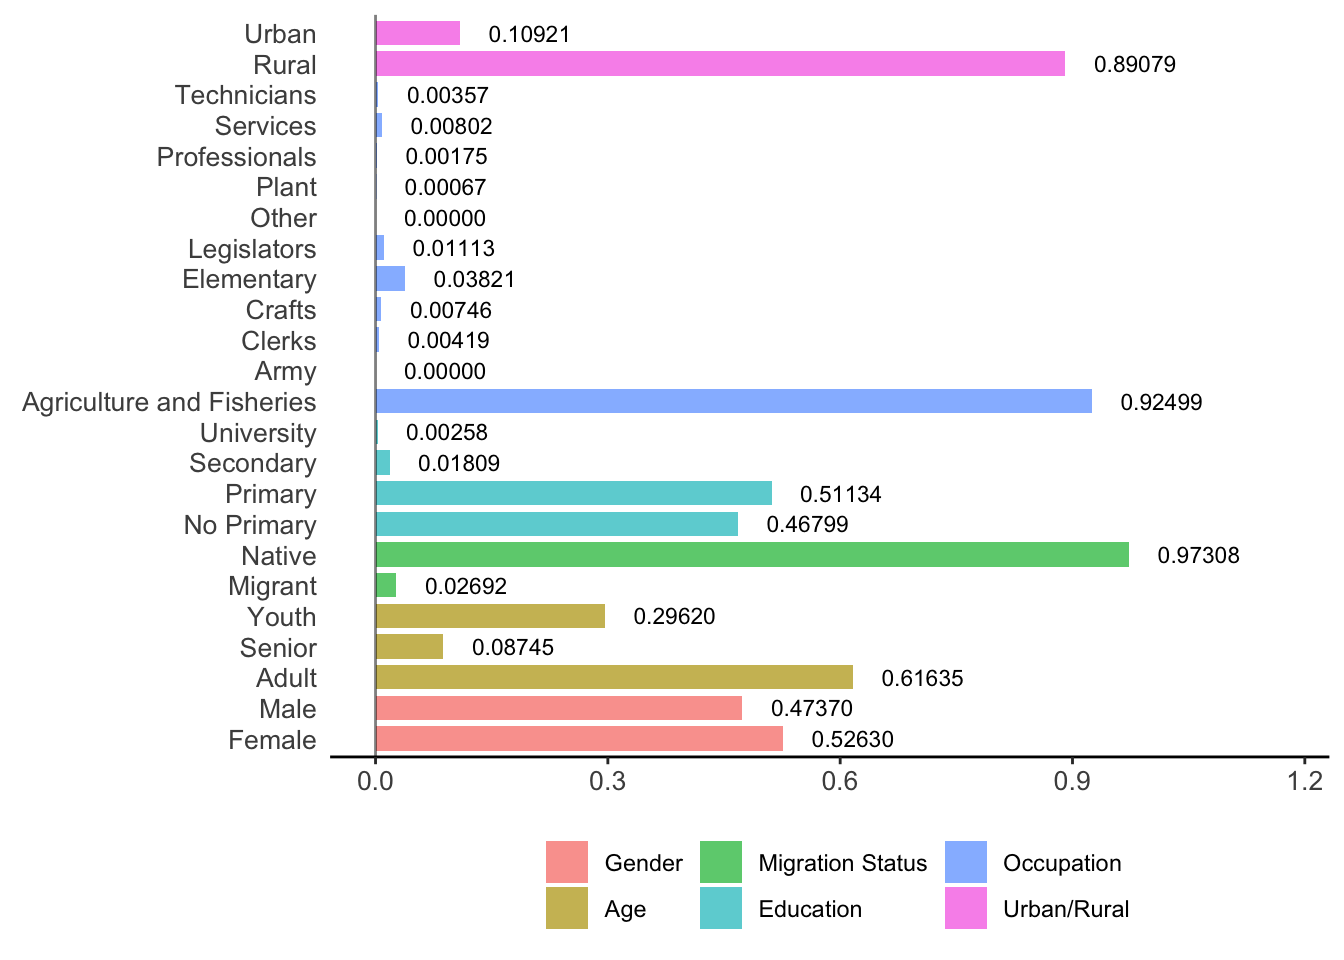 Urban 0.10921
Rural 0.89079
Technicians 0.00357
Services 0.00802
Professionals 0.00175
Plant 0.00067
Other 0.00000
Legislators 0.01113
Elementary 0.03821
Crafts 0.00746
Clerks 0.00419
Army 0.00000
Agriculture and Fisheries 0.92499
University 0.00258
Secondary 0.01809
Primary 0.51134
No Primary 0.46799
Native 0.97308
Migrant 0.02692
Youth 0.29620
Senior 0.08745
Adult 0.61635
Male 0.47370
Female 0.52630
0.0 0.3 0.6 0.9 1.2
Gender Migration Status Occupation
Age Education Urban/Rural